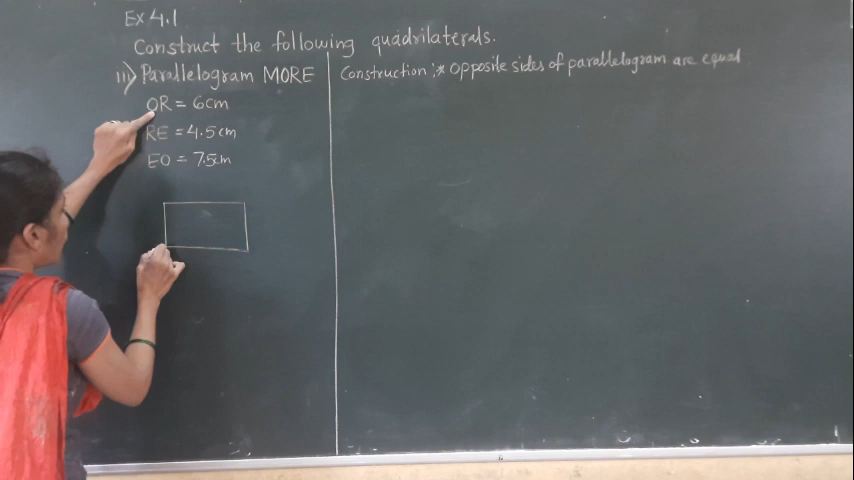 Ex 4.1
Construct the following quadrilaterals.
iii) Parallelogram MORE
OR = 6cm
RE = 4.5cm
EO = 7.5cm
Construction :* Opposite sides of parallelogram are equal